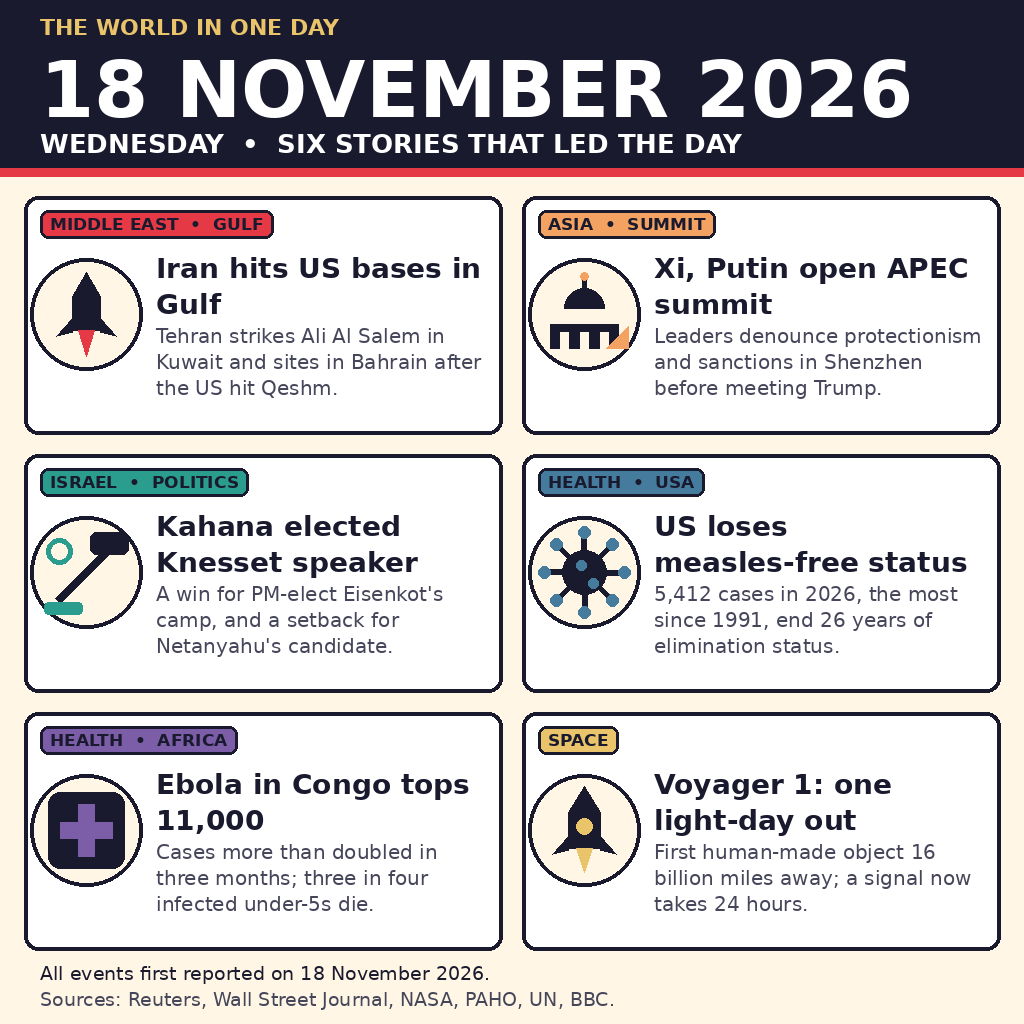 THE WORLD IN ONE DAY
18 NOVEMBER 2026
WEDNESDAY • SIX STORIES THAT LED THE DAY
MIDDLE EAST • GULF
Iran hits US bases in
Gulf
Tehran strikes Ali Al Salem in
Kuwait and sites in Bahrain after
the US hit Qeshm.
ASIA • SUMMIT
Xi, Putin open APEC
summit
Leaders denounce protectionism
and sanctions in Shenzhen
before meeting Trump.
ISRAEL • POLITICS
Kahana elected
Knesset speaker
A win for PM-elect Eisenkot's
camp, and a setback for
Netanyahu's candidate.
HEALTH • USA
US loses
measles-free status
5,412 cases in 2026, the most
since 1991, end 26 years of
elimination status.
HEALTH • AFRICA
Ebola in Congo tops
11,000
Cases more than doubled in
three months; three in four
infected under-5s die.
SPACE
Voyager 1: one
light-day out
First human-made object 16
billion miles away; a signal now
takes 24 hours.
All events first reported on 18 November 2026.
Sources: Reuters, Wall Street Journal, NASA, PAHO, UN, BBC.